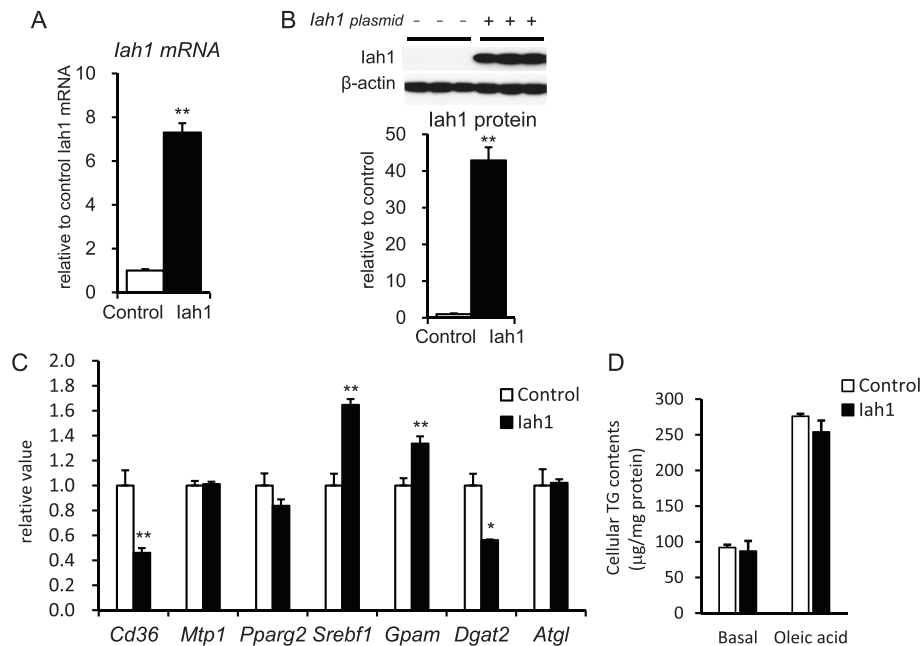 A
Iah1 mRNA
relative to control Iah1 mRNA
10
8
6
4
2
0
**
Control Iah1
B
Iah1 plasmid - - - + + +
Iah1
β-actin
Iah1 protein
relative to control
50
40
30
20
10
0
**
Control Iah1
C
relative value
2.0
1.8
1.6
1.4
1.2
1.0
0.8
0.6
0.4
0.2
0.0
** ** ** *
Control
Iah1
Cd36 Mtp1 Pparg2 Srebf1 Gpam Dgat2 Atgl
D
Control
Iah1
Cellular TG contents
(μg/mg protein)
300
250
200
150
100
50
0
Basal Oleic acid